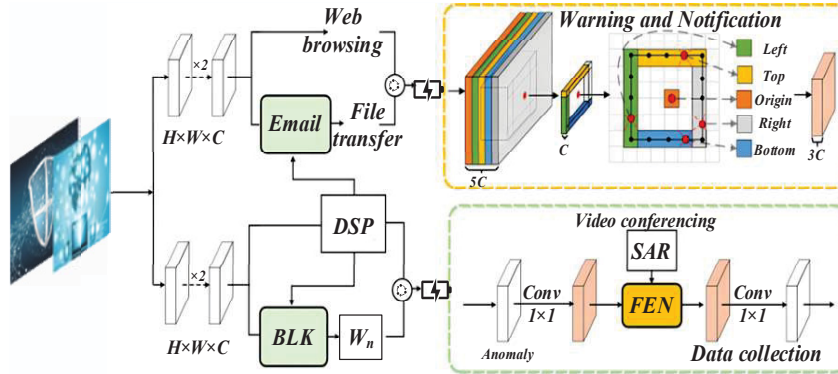 Web
browsing
×2
H×W×C
Email
File
transfer
DSP
×2
H×W×C
BLK
Wn
Warning and Notification
5C
C
Left
Top
Origin
Right
Bottom
3C
Video conferencing
SAR
Conv
1×1
FEN
Conv
1×1
Anomaly
Data collection